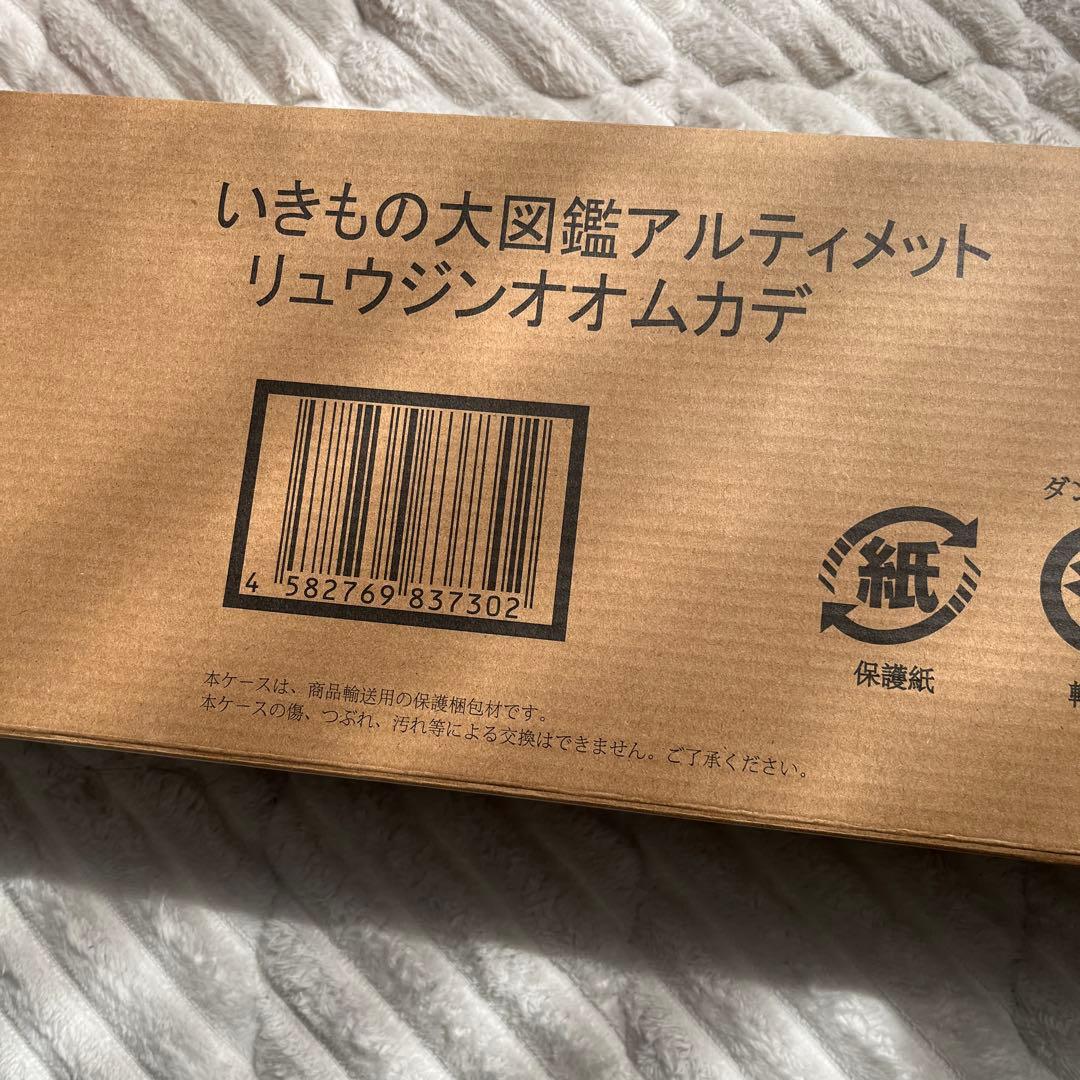 いきもの大図鑑アルティメット
リュウジンオオムカデ
4 582769 837302
本ケースは、商品輸送用の保護梱包材です。
本ケースの傷、つぶれ、汚れ等による交換はできません。ご了承ください。
紙
保護紙
ダン